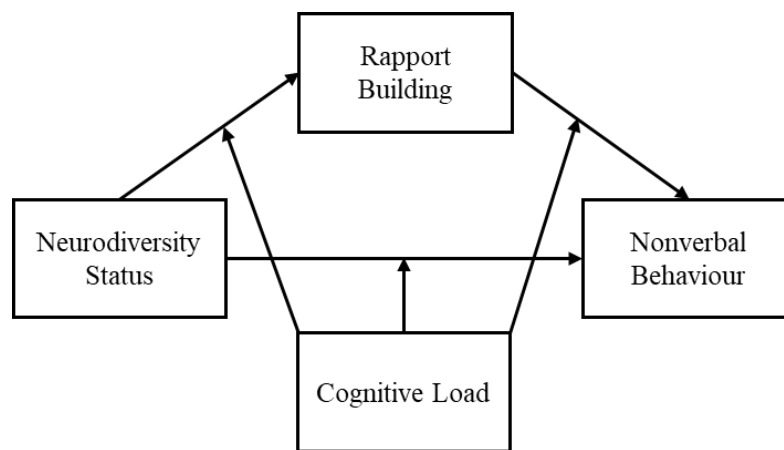 Rapport
Building
Neurodiversity
Status
Nonverbal
Behaviour
Cognitive Load